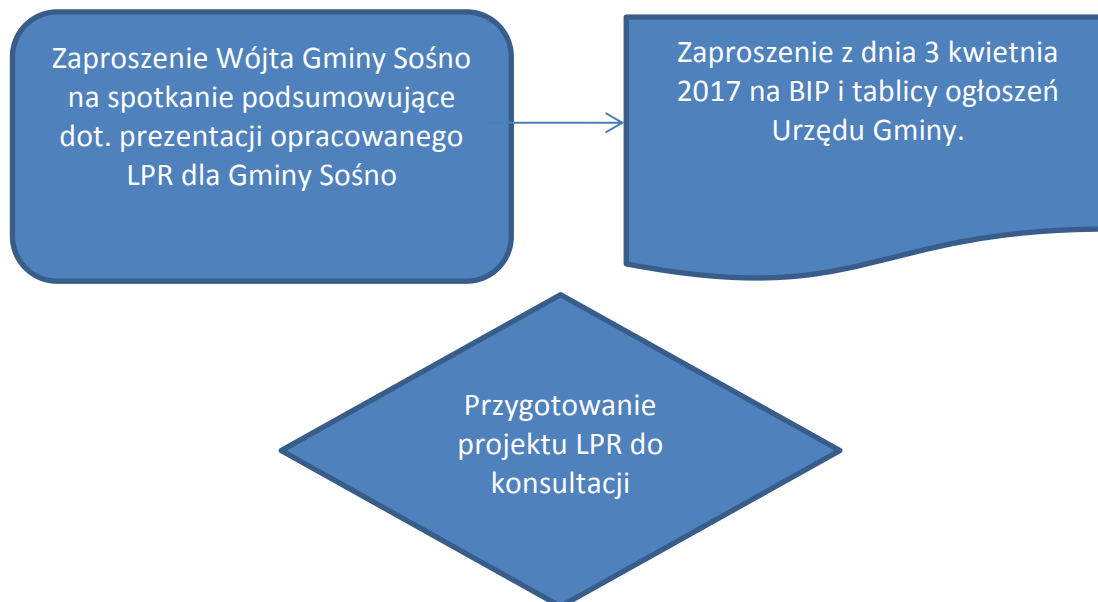 Zaproszenie Wójta Gminy Sośno
na spotkanie podsumowujące
dot. prezentacji opracowanego
LPR dla Gminy Sośno
Zaproszenie z dnia 3 kwietnia
2017 na BIP i tablicy ogłoszeń
Urzędu Gminy.
Przygotowanie
projektu LPR do
konsultacji